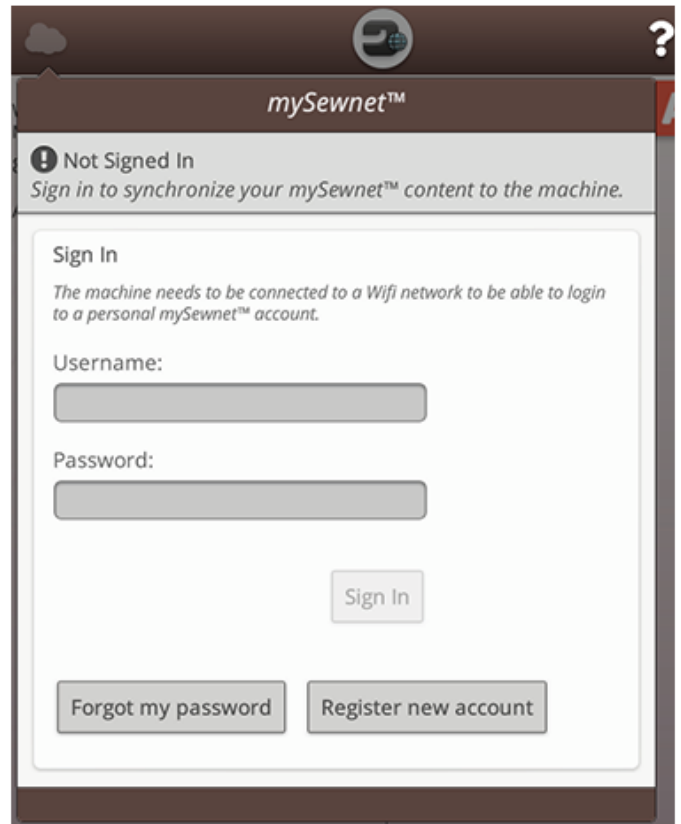 ?
mySewnet™
Not Signed In
Sign in to synchronize your mySewnet™ content to the machine.
Sign In
The machine needs to be connected to a Wifi network to be able to login
to a personal mySewnet™ account.
Username:
Password:
Sign In
Forgot my password
Register new account